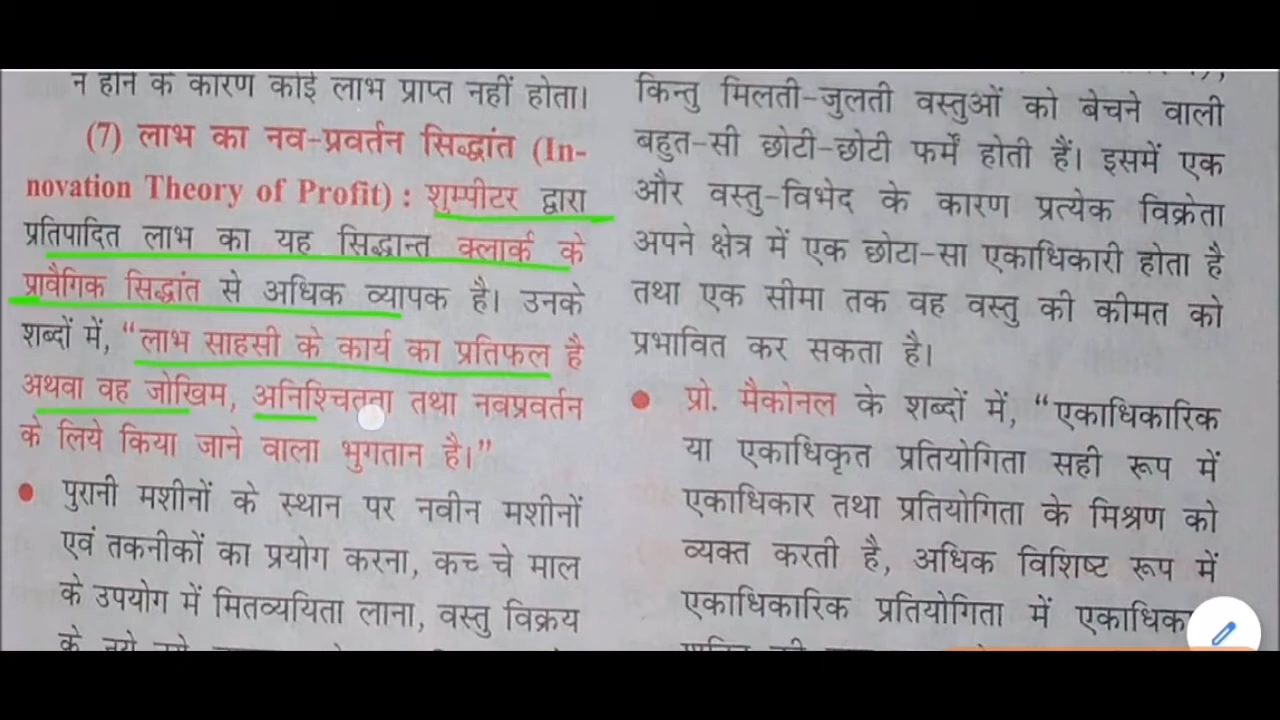 न होने के कारण कोई लाभ प्राप्त नहीं होता।
(7) लाभ का नव-प्रवर्तन सिद्धांत (In-
novation Theory of Profit) : शुम्पीटर द्वारा
प्रतिपादित लाभ का यह सिद्धान्त क्लार्क के
प्रावैगिक सिद्धांत से अधिक व्यापक है। उनके
शब्दों में, “लाभ साहसी के कार्य का प्रतिफल है
अथवा वह जोखिम, अनिश्चितता तथा नवप्रवर्तन
के लिये किया जाने वाला भुगतान है।”
● पुरानी मशीनों के स्थान पर नवीन मशीनों
एवं तकनीकों का प्रयोग करना, कच्चे माल
के उपयोग में मितव्ययिता लाना, वस्तु विक्रय
किन्तु मिलती-जुलती वस्तुओं को बेचने वाली
बहुत-सी छोटी-छोटी फर्में होती हैं। इसमें एक
और वस्तु-विभेद के कारण प्रत्येक विक्रेता
अपने क्षेत्र में एक छोटा-सा एकाधिकारी होता है
तथा एक सीमा तक वह वस्तु की कीमत को
प्रभावित कर सकता है।
● प्रो. मैकोनल के शब्दों में, “एकाधिकारिक
या एकाधिकृत प्रतियोगिता सही रूप में
एकाधिकार तथा प्रतियोगिता के मिश्रण को
व्यक्त करती है, अधिक विशिष्ट रूप में
एकाधिकारिक प्रतियोगिता में